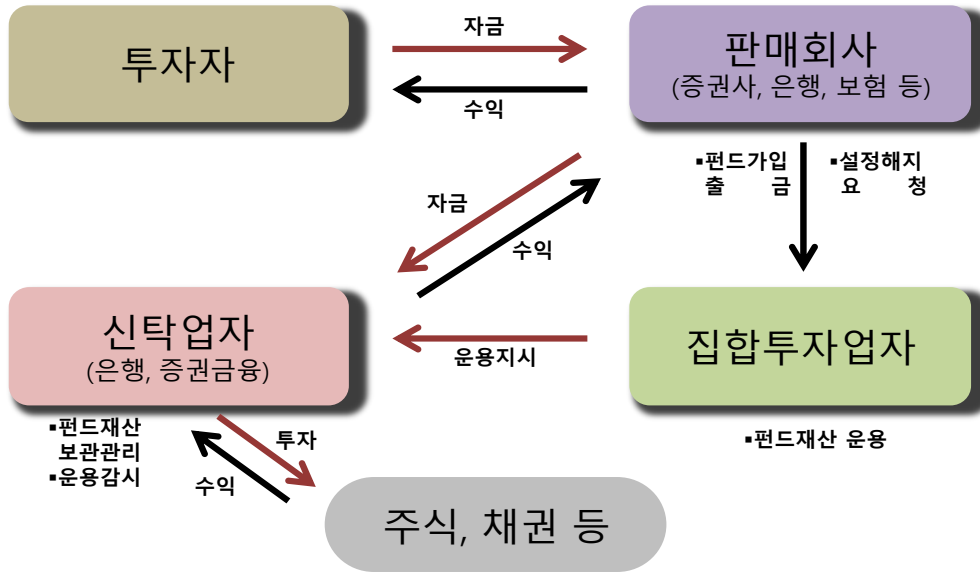 투자자
자금
수익
판매회사
(증권사, 은행, 보험 등)
▪펀드가입
출 금
▪설정해지
요 청
자금
수익
신탁업자
(은행, 증권금융)
운용지시
집합투자업자
▪펀드재산
보관관리
▪운용감시
투자
수익
▪펀드재산 운용
주식, 채권 등